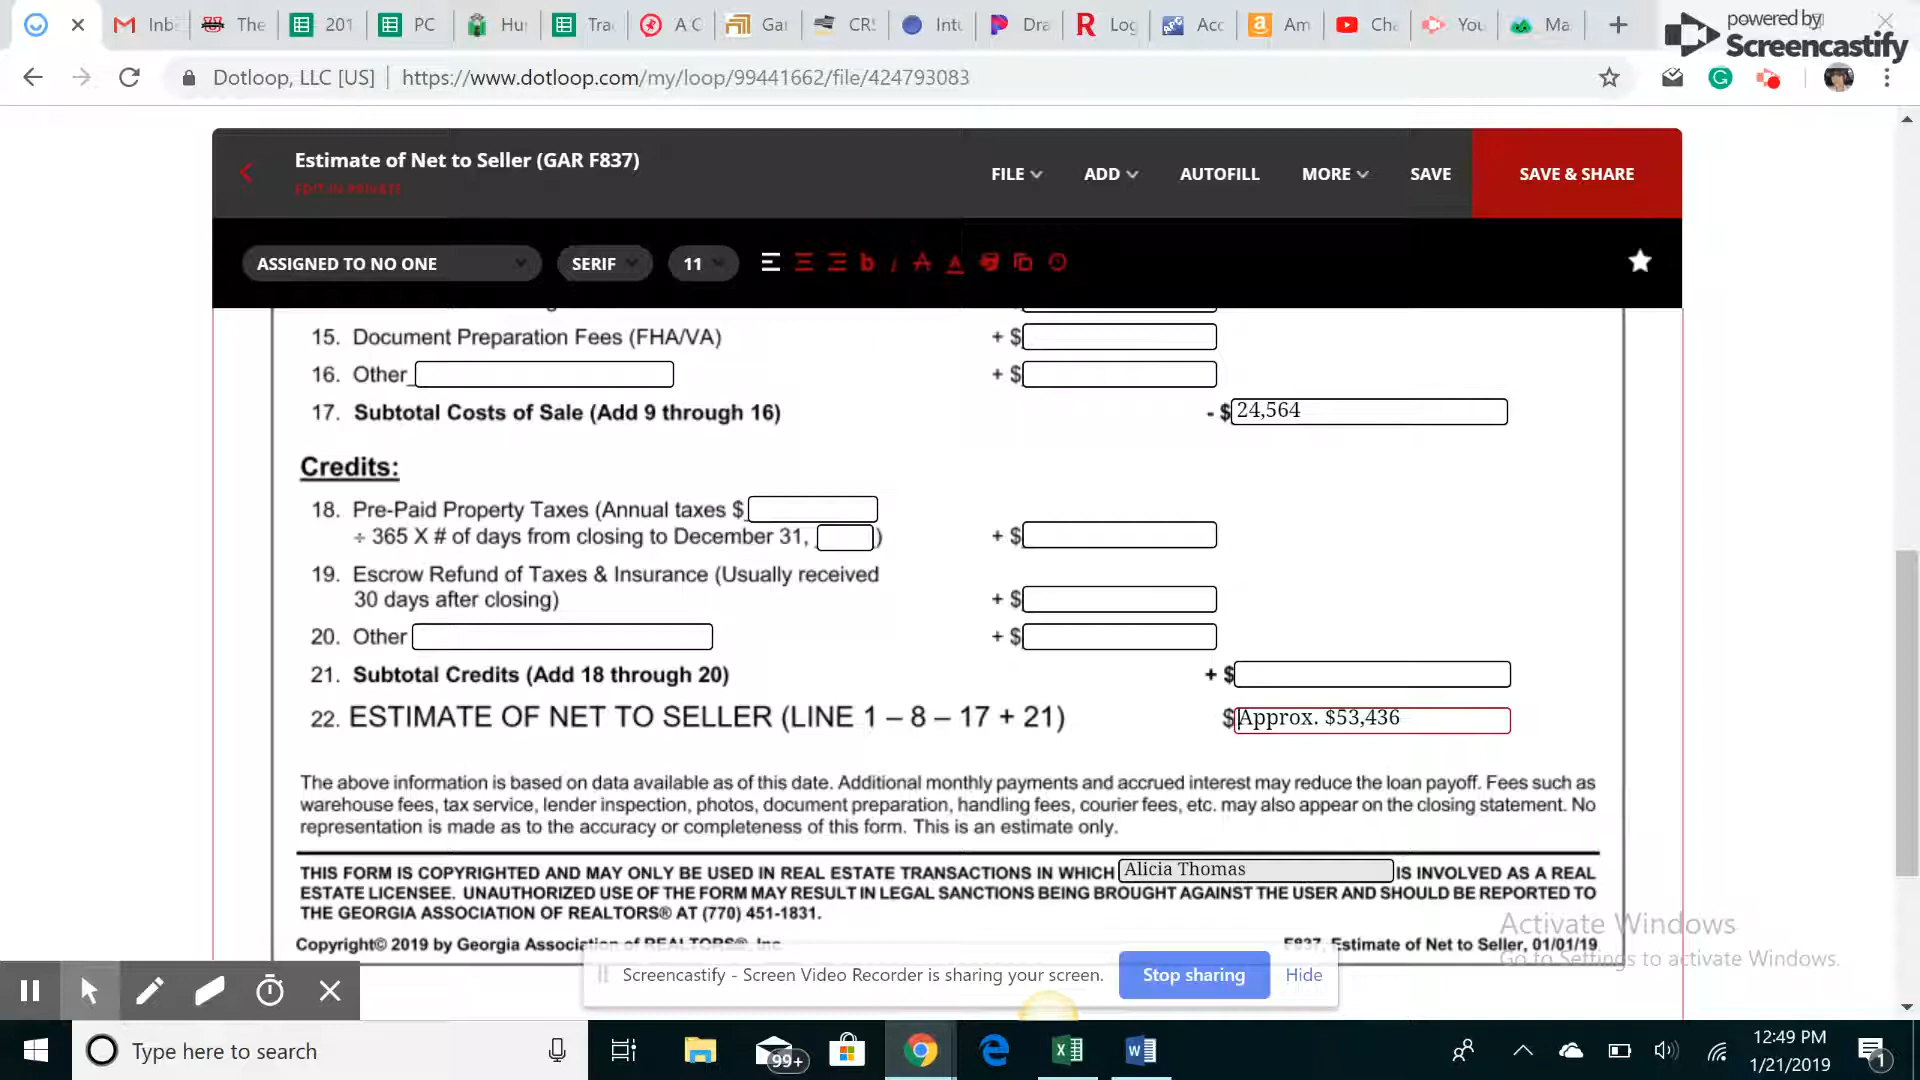 Inb
The
201
PC
Hu
Tra
A C
Gar
CRS
Intu
Dra
Log
Acc
Am
Cha
You
Ma
powered by
Screencastify
Dotloop, LLC [US] https://www.dotloop.com/my/loop/99441662/file/424793083
Estimate of Net to Seller (GAR F837)
EDIT IN PRIVATE
FILE ADD AUTOFILL MORE SAVE SAVE & SHARE
ASSIGNED TO NO ONE SERIF 11
15. Document Preparation Fees (FHA/VA) + $
16. Other + $
17. Subtotal Costs of Sale (Add 9 through 16) - $ 24,564
Credits:
18. Pre-Paid Property Taxes (Annual taxes $
÷ 365 X # of days from closing to December 31, ) + $
19. Escrow Refund of Taxes & Insurance (Usually received
30 days after closing) + $
20. Other + $
21. Subtotal Credits (Add 18 through 20) + $
22. ESTIMATE OF NET TO SELLER (LINE 1 – 8 – 17 + 21) $ Approx. $53,436
The above information is based on data available as of this date. Additional monthly payments and accrued interest may reduce the loan payoff. Fees such as
warehouse fees, tax service, lender inspection, photos, document preparation, handling fees, courier fees, etc. may also appear on the closing statement. No
representation is made as to the accuracy or completeness of this form. This is an estimate only.
THIS FORM IS COPYRIGHTED AND MAY ONLY BE USED IN REAL ESTATE TRANSACTIONS IN WHICH Alicia Thomas IS INVOLVED AS A REAL
ESTATE LICENSEE. UNAUTHORIZED USE OF THE FORM MAY RESULT IN LEGAL SANCTIONS BEING BROUGHT AGAINST THE USER AND SHOULD BE REPORTED TO
THE GEORGIA ASSOCIATION OF REALTORS® AT (770) 451-1831.
Copyright© 2019 by Georgia Association of REALTORS®, Inc. F837, Estimate of Net to Seller, 01/01/19
Activate Windows
Go to Settings to activate Windows.
Screencastify - Screen Video Recorder is sharing your screen. Stop sharing Hide
Type here to search
99+
12:49 PM
1/21/2019
1